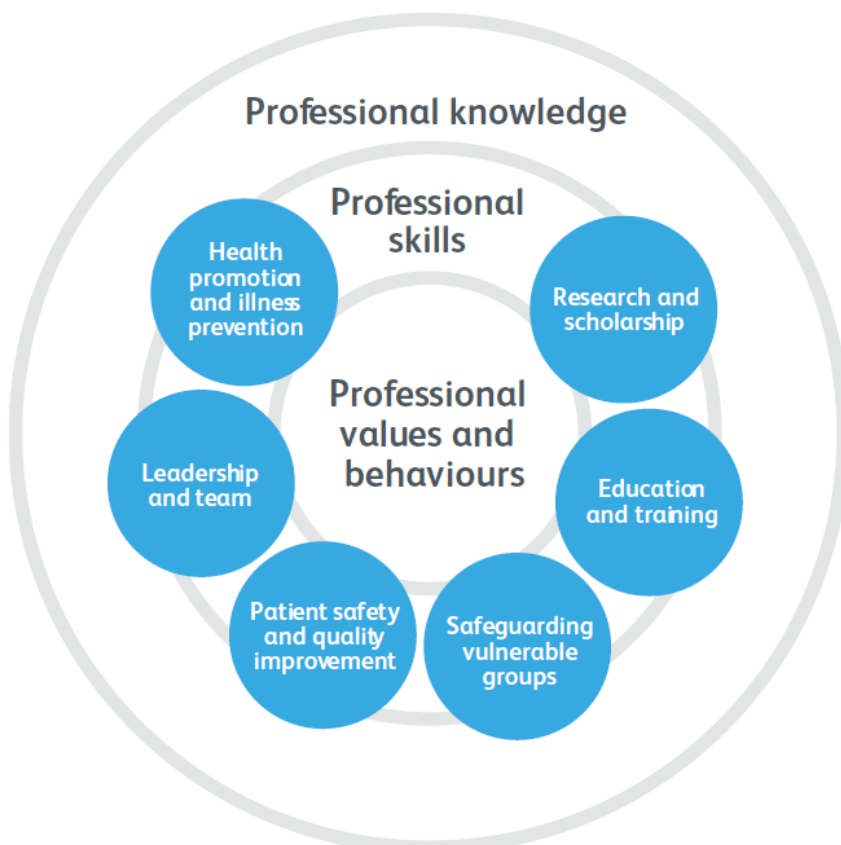 Professional knowledge
Professional
skills
Professional
values and
behaviours
Health
promotion
and illness
prevention
Leadership
and team
Patient safety
and quality
improvement
Safeguarding
vulnerable
groups
Education
and training
Research and
scholarship